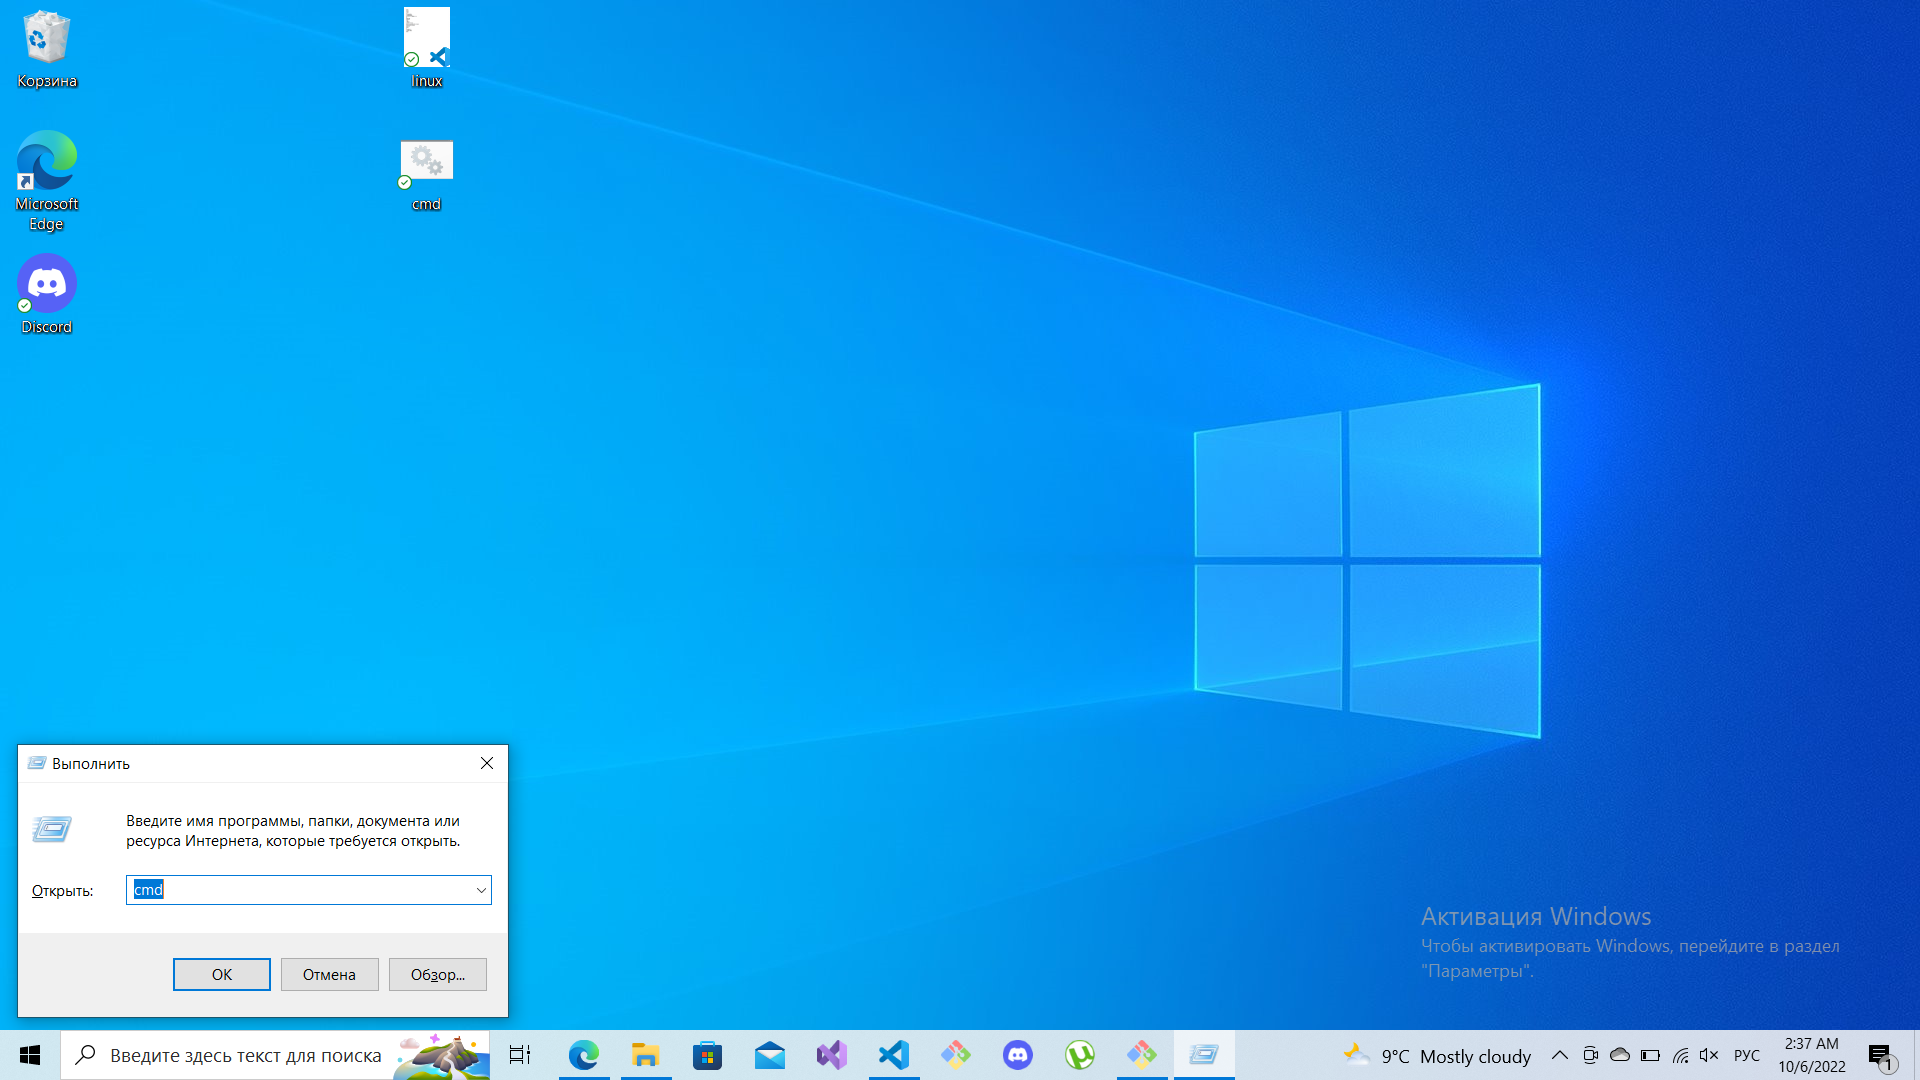 Корзина
linux
Microsoft
Edge
cmd
Discord
Выполнить
Введите имя программы, папки, документа или
ресурса Интернета, которые требуется открыть.
Открыть:
cmd
ОК
Отмена
Обзор...
Активация Windows
Чтобы активировать Windows, перейдите в раздел
"Параметры".
Введите здесь текст для поиска
9°C Mostly cloudy
РУС
2:37 AM
10/6/2022
1